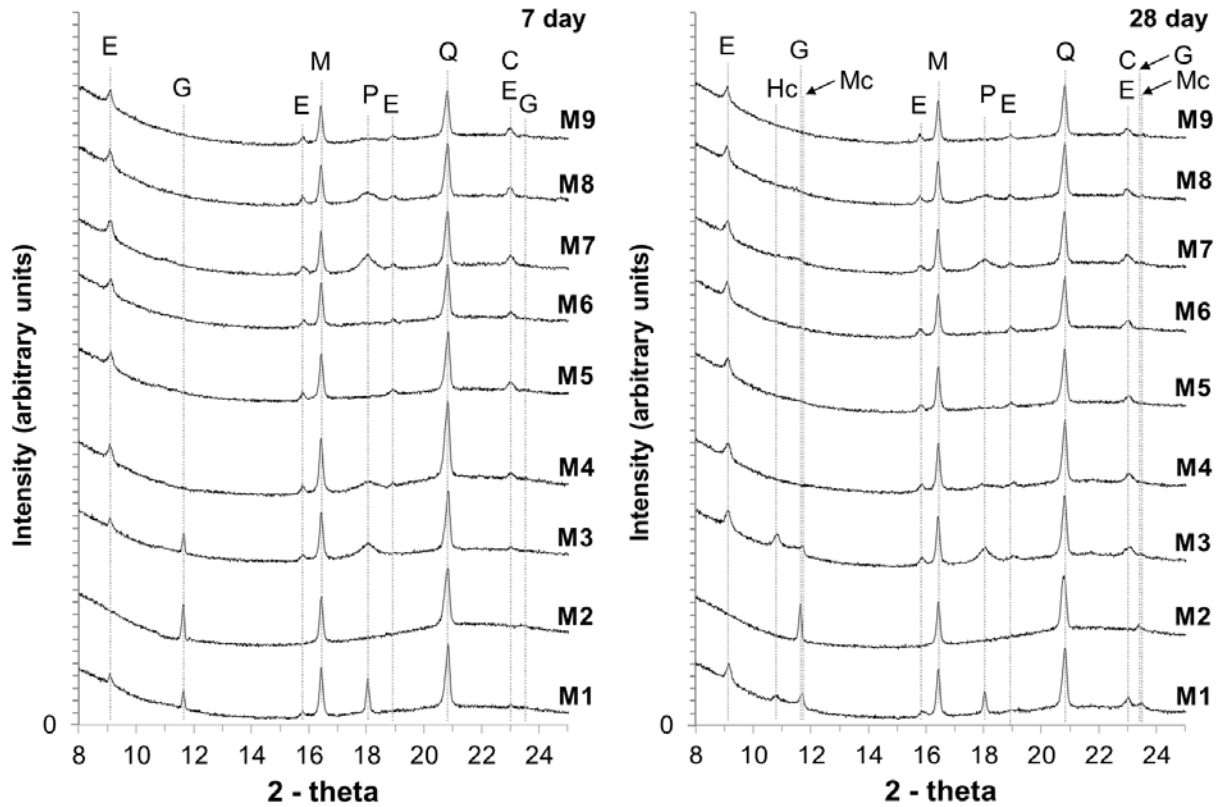 7 day
E
G
M
E
P
E
Q
C
E
G
M9
M8
M7
M6
M5
M4
M3
M2
M1
Intensity (arbitrary units)
0
8 10 12 14 16 18 20 22 24
2 - theta
28 day
E
G
Hc
Mc
M
E
P
E
Q
C
G
E
Mc
M9
M8
M7
M6
M5
M4
M3
M2
M1
Intensity (arbitrary units)
0
8 10 12 14 16 18 20 22 24
2 - theta